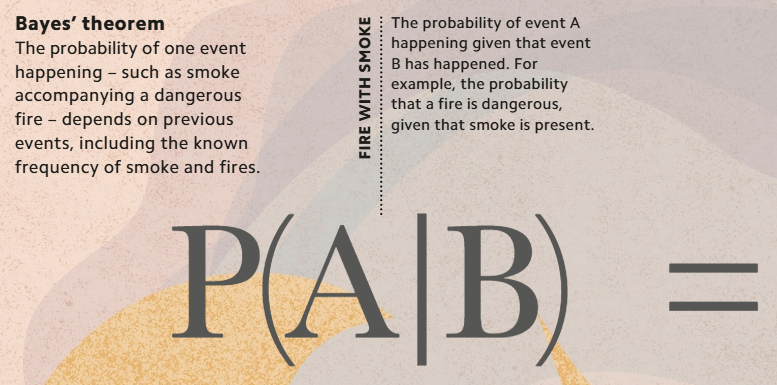 Bayes’ theorem
The probability of one event
happening – such as smoke
accompanying a dangerous
fire – depends on previous
events, including the known
frequency of smoke and fires.
FIRE WITH SMOKE
The probability of event A
happening given that event
B has happened. For
example, the probability
that a fire is dangerous,
given that smoke is present.
P(A|B) =